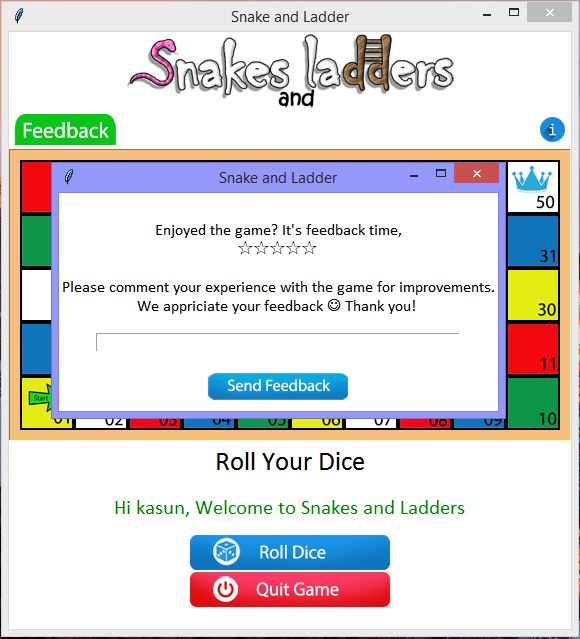 Snake and Ladder
Snakes ladders
and
Feedback
i
Snake and Ladder
50
Enjoyed the game? It's feedback time,
☆☆☆☆☆
31
Please comment your experience with the game for improvements.
We appriciate your feedback ☺ Thank you!
30
11
Send Feedback
Start
01 02 03 04 05 06 07 08 09 10
Roll Your Dice
Hi kasun, Welcome to Snakes and Ladders
Roll Dice
Quit Game